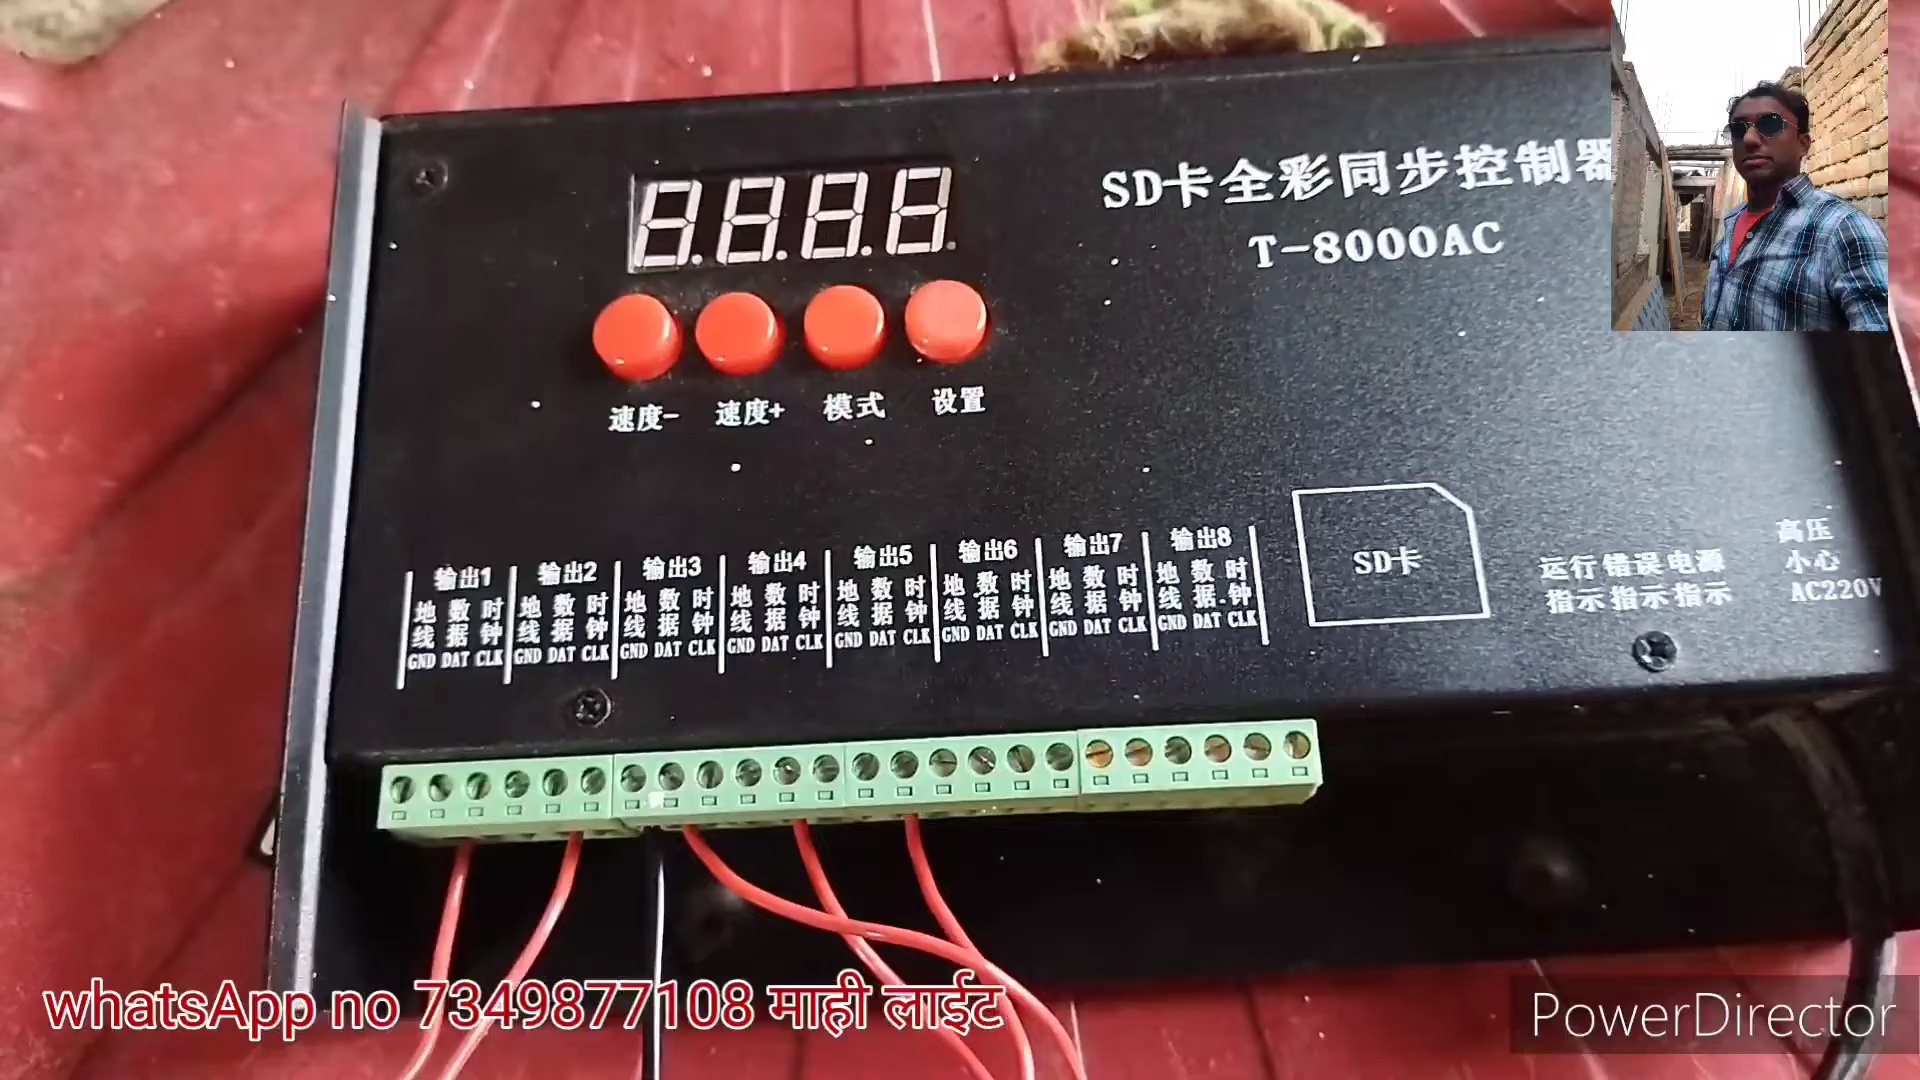 SD卡全彩同步控制器
T-8000AC
速度- 速度+ 模式 设置
输出1 输出2 输出3 输出4 输出5 输出6 输出7 输出8
地线 数据 时钟 地线 数据 时钟 地线 数据 时钟 地线 数据 时钟 地线 数据 时钟 地线 数据 时钟 地线 数据 时钟 地线 数据 时钟
GND DAT CLK GND DAT CLK GND DAT CLK GND DAT CLK GND DAT CLK GND DAT CLK GND DAT CLK GND DAT CLK
SD卡
运行 错误 电源
指示 指示 指示
高压
小心
AC220V
whatsApp no 7349877108 माही लाईट
PowerDirector